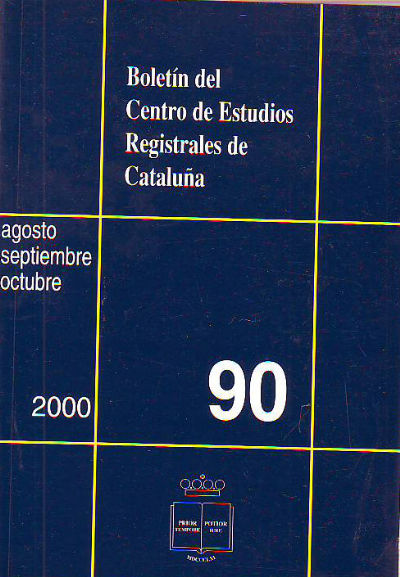 Boletín del
Centro de Estudios
Registrales de
Cataluña
agosto
septiembre
octubre
2000
90
PRIOR POTIOR
TEMPORE IURE